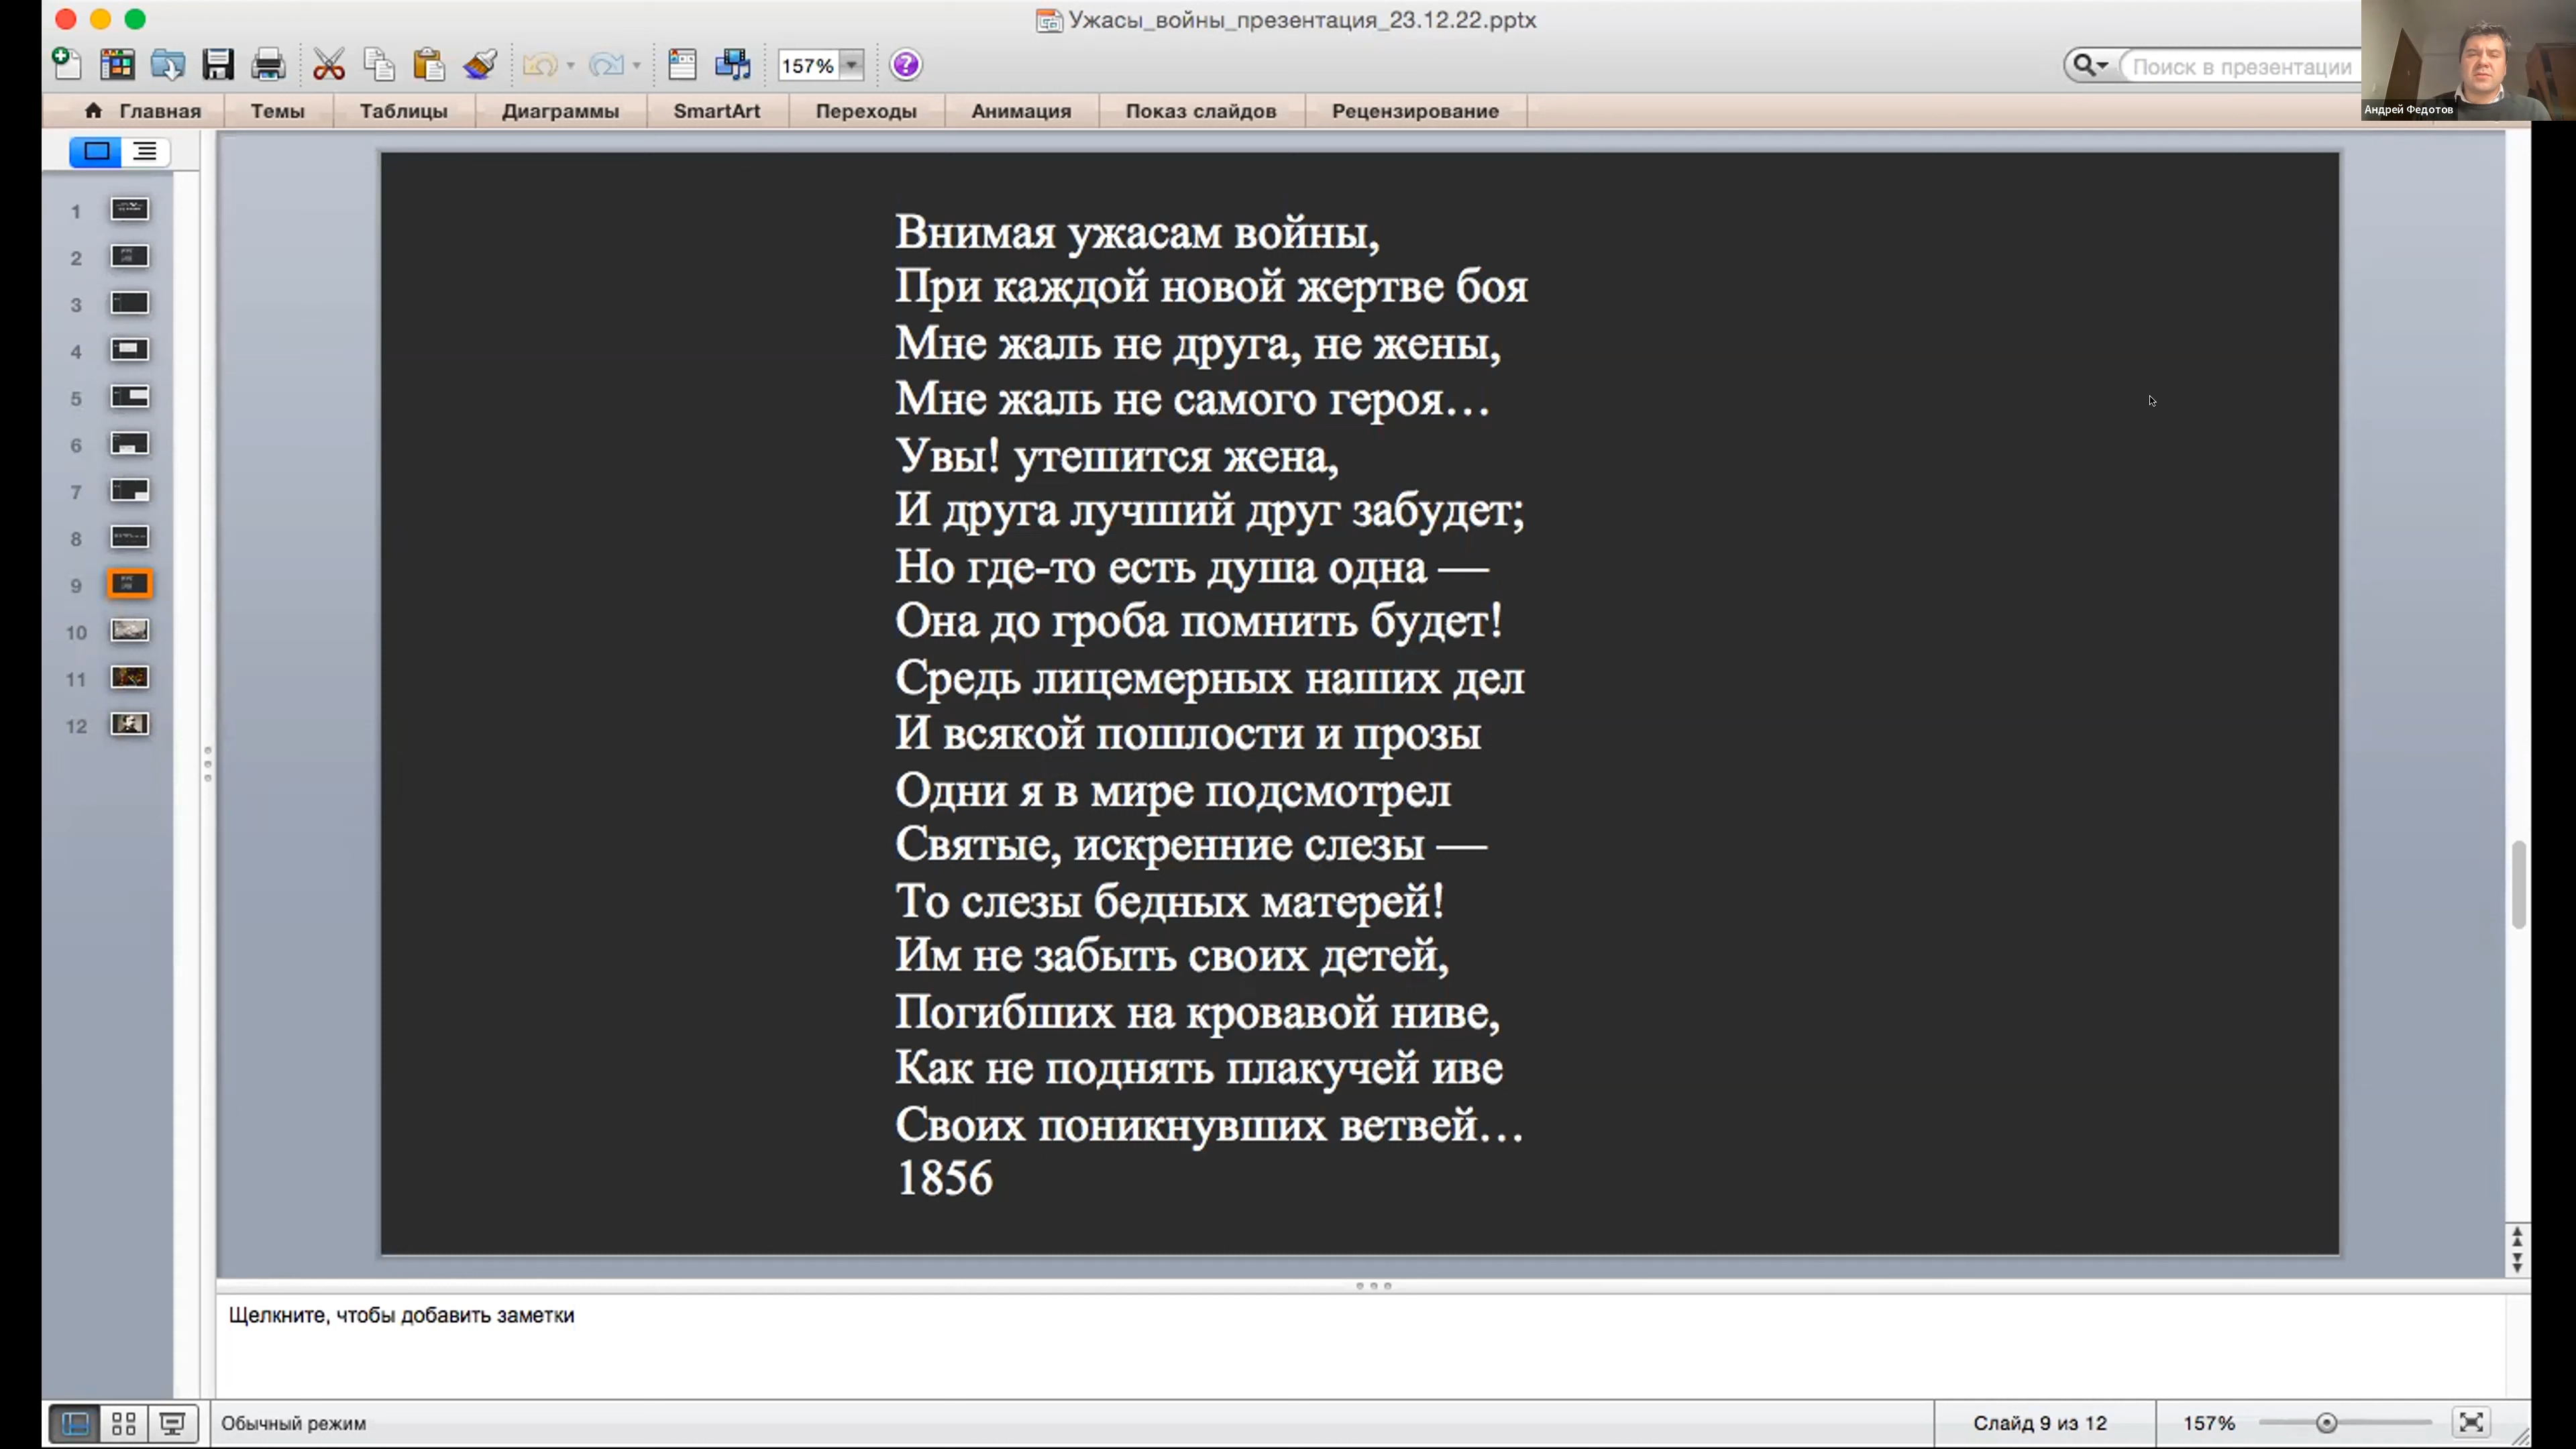 Ужасы_войны_презентация_23.12.22.pptx
157%
Поиск в презентации
Андрей Федотов
Главная
Темы
Таблицы
Диаграммы
SmartArt
Переходы
Анимация
Показ слайдов
Рецензирование
1
2
3
4
5
6
7
8
9
10
11
12
Внимая ужасам войны,
При каждой новой жертве боя
Мне жаль не друга, не жены,
Мне жаль не самого героя…
Увы! утешится жена,
И друга лучший друг забудет;
Но где-то есть душа одна —
Она до гроба помнить будет!
Средь лицемерных наших дел
И всякой пошлости и прозы
Одни я в мире подсмотрел
Святые, искренние слезы —
То слезы бедных матерей!
Им не забыть своих детей,
Погибших на кровавой ниве,
Как не поднять плакучей иве
Своих поникнувших ветвей…
1856
Щелкните, чтобы добавить заметки
Обычный режим
Слайд 9 из 12
157%